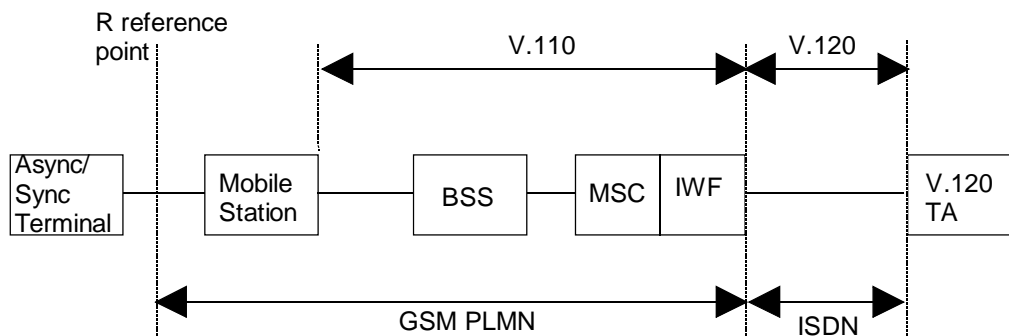 R reference
point
V.110
V.120
Async/
Sync
Terminal
Mobile
Station
BSS
MSC
IWF
V.120
TA
GSM PLMN
ISDN